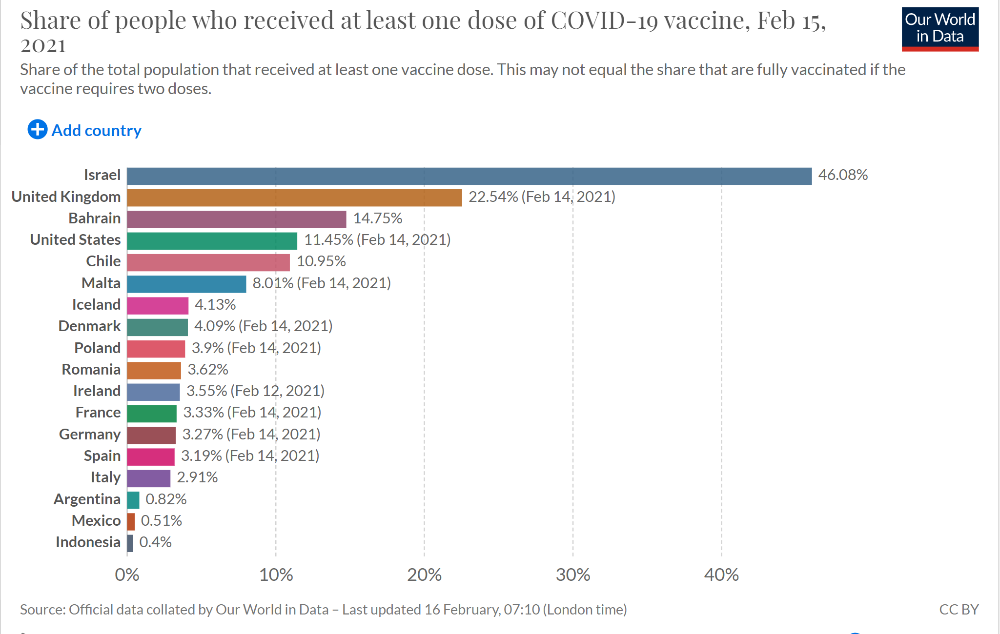 Share of people who received at least one dose of COVID-19 vaccine, Feb 15,
2021
Our World
in Data
Share of the total population that received at least one vaccine dose. This may not equal the share that are fully vaccinated if the
vaccine requires two doses.
Add country
Israel 46.08%
United Kingdom 22.54% (Feb 14, 2021)
Bahrain 14.75%
United States 11.45% (Feb 14, 2021)
Chile 10.95%
Malta 8.01% (Feb 14, 2021)
Iceland 4.13%
Denmark 4.09% (Feb 14, 2021)
Poland 3.9% (Feb 14, 2021)
Romania 3.62%
Ireland 3.55% (Feb 12, 2021)
France 3.33% (Feb 14, 2021)
Germany 3.27% (Feb 14, 2021)
Spain 3.19% (Feb 14, 2021)
Italy 2.91%
Argentina 0.82%
Mexico 0.51%
Indonesia 0.4%
0% 10% 20% 30% 40%
Source: Official data collated by Our World in Data – Last updated 16 February, 07:10 (London time)
CC BY